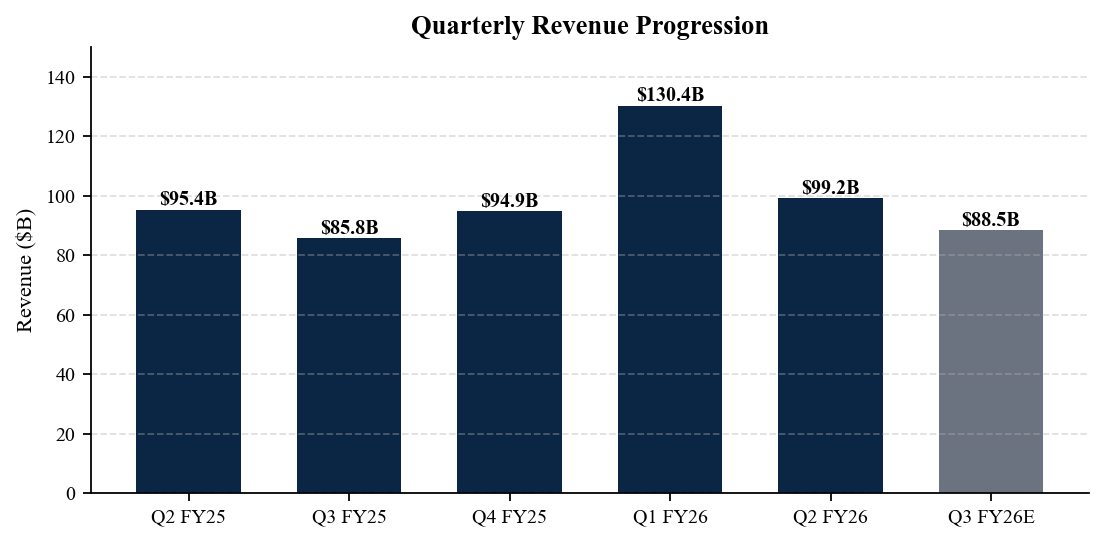 Quarterly Revenue Progression
Revenue ($B)
140
120
100
80
60
40
20
0
$95.4B
$85.8B
$94.9B
$130.4B
$99.2B
$88.5B
Q2 FY25
Q3 FY25
Q4 FY25
Q1 FY26
Q2 FY26
Q3 FY26E